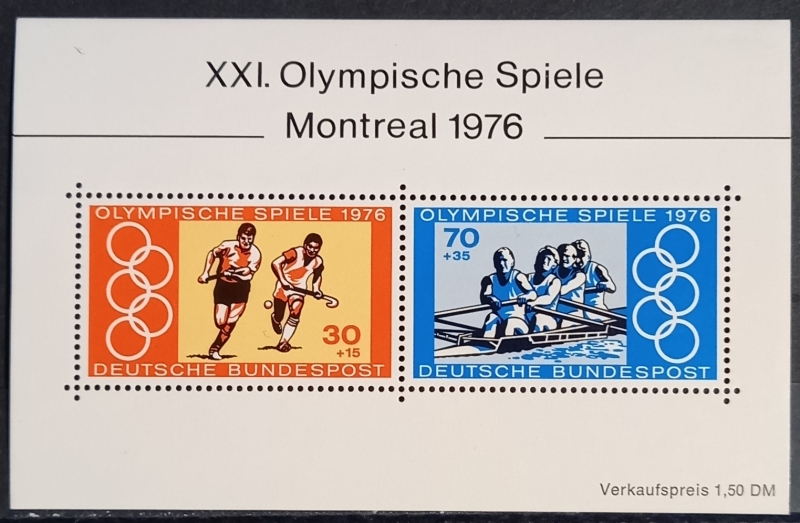 XXI. Olympische Spiele
Montreal 1976
OLYMPISCHE SPIELE 1976
30
+15
DEUTSCHE BUNDESPOST
OLYMPISCHE SPIELE 1976
70
+35
DEUTSCHE BUNDESPOST
Verkaufspreis 1,50 DM